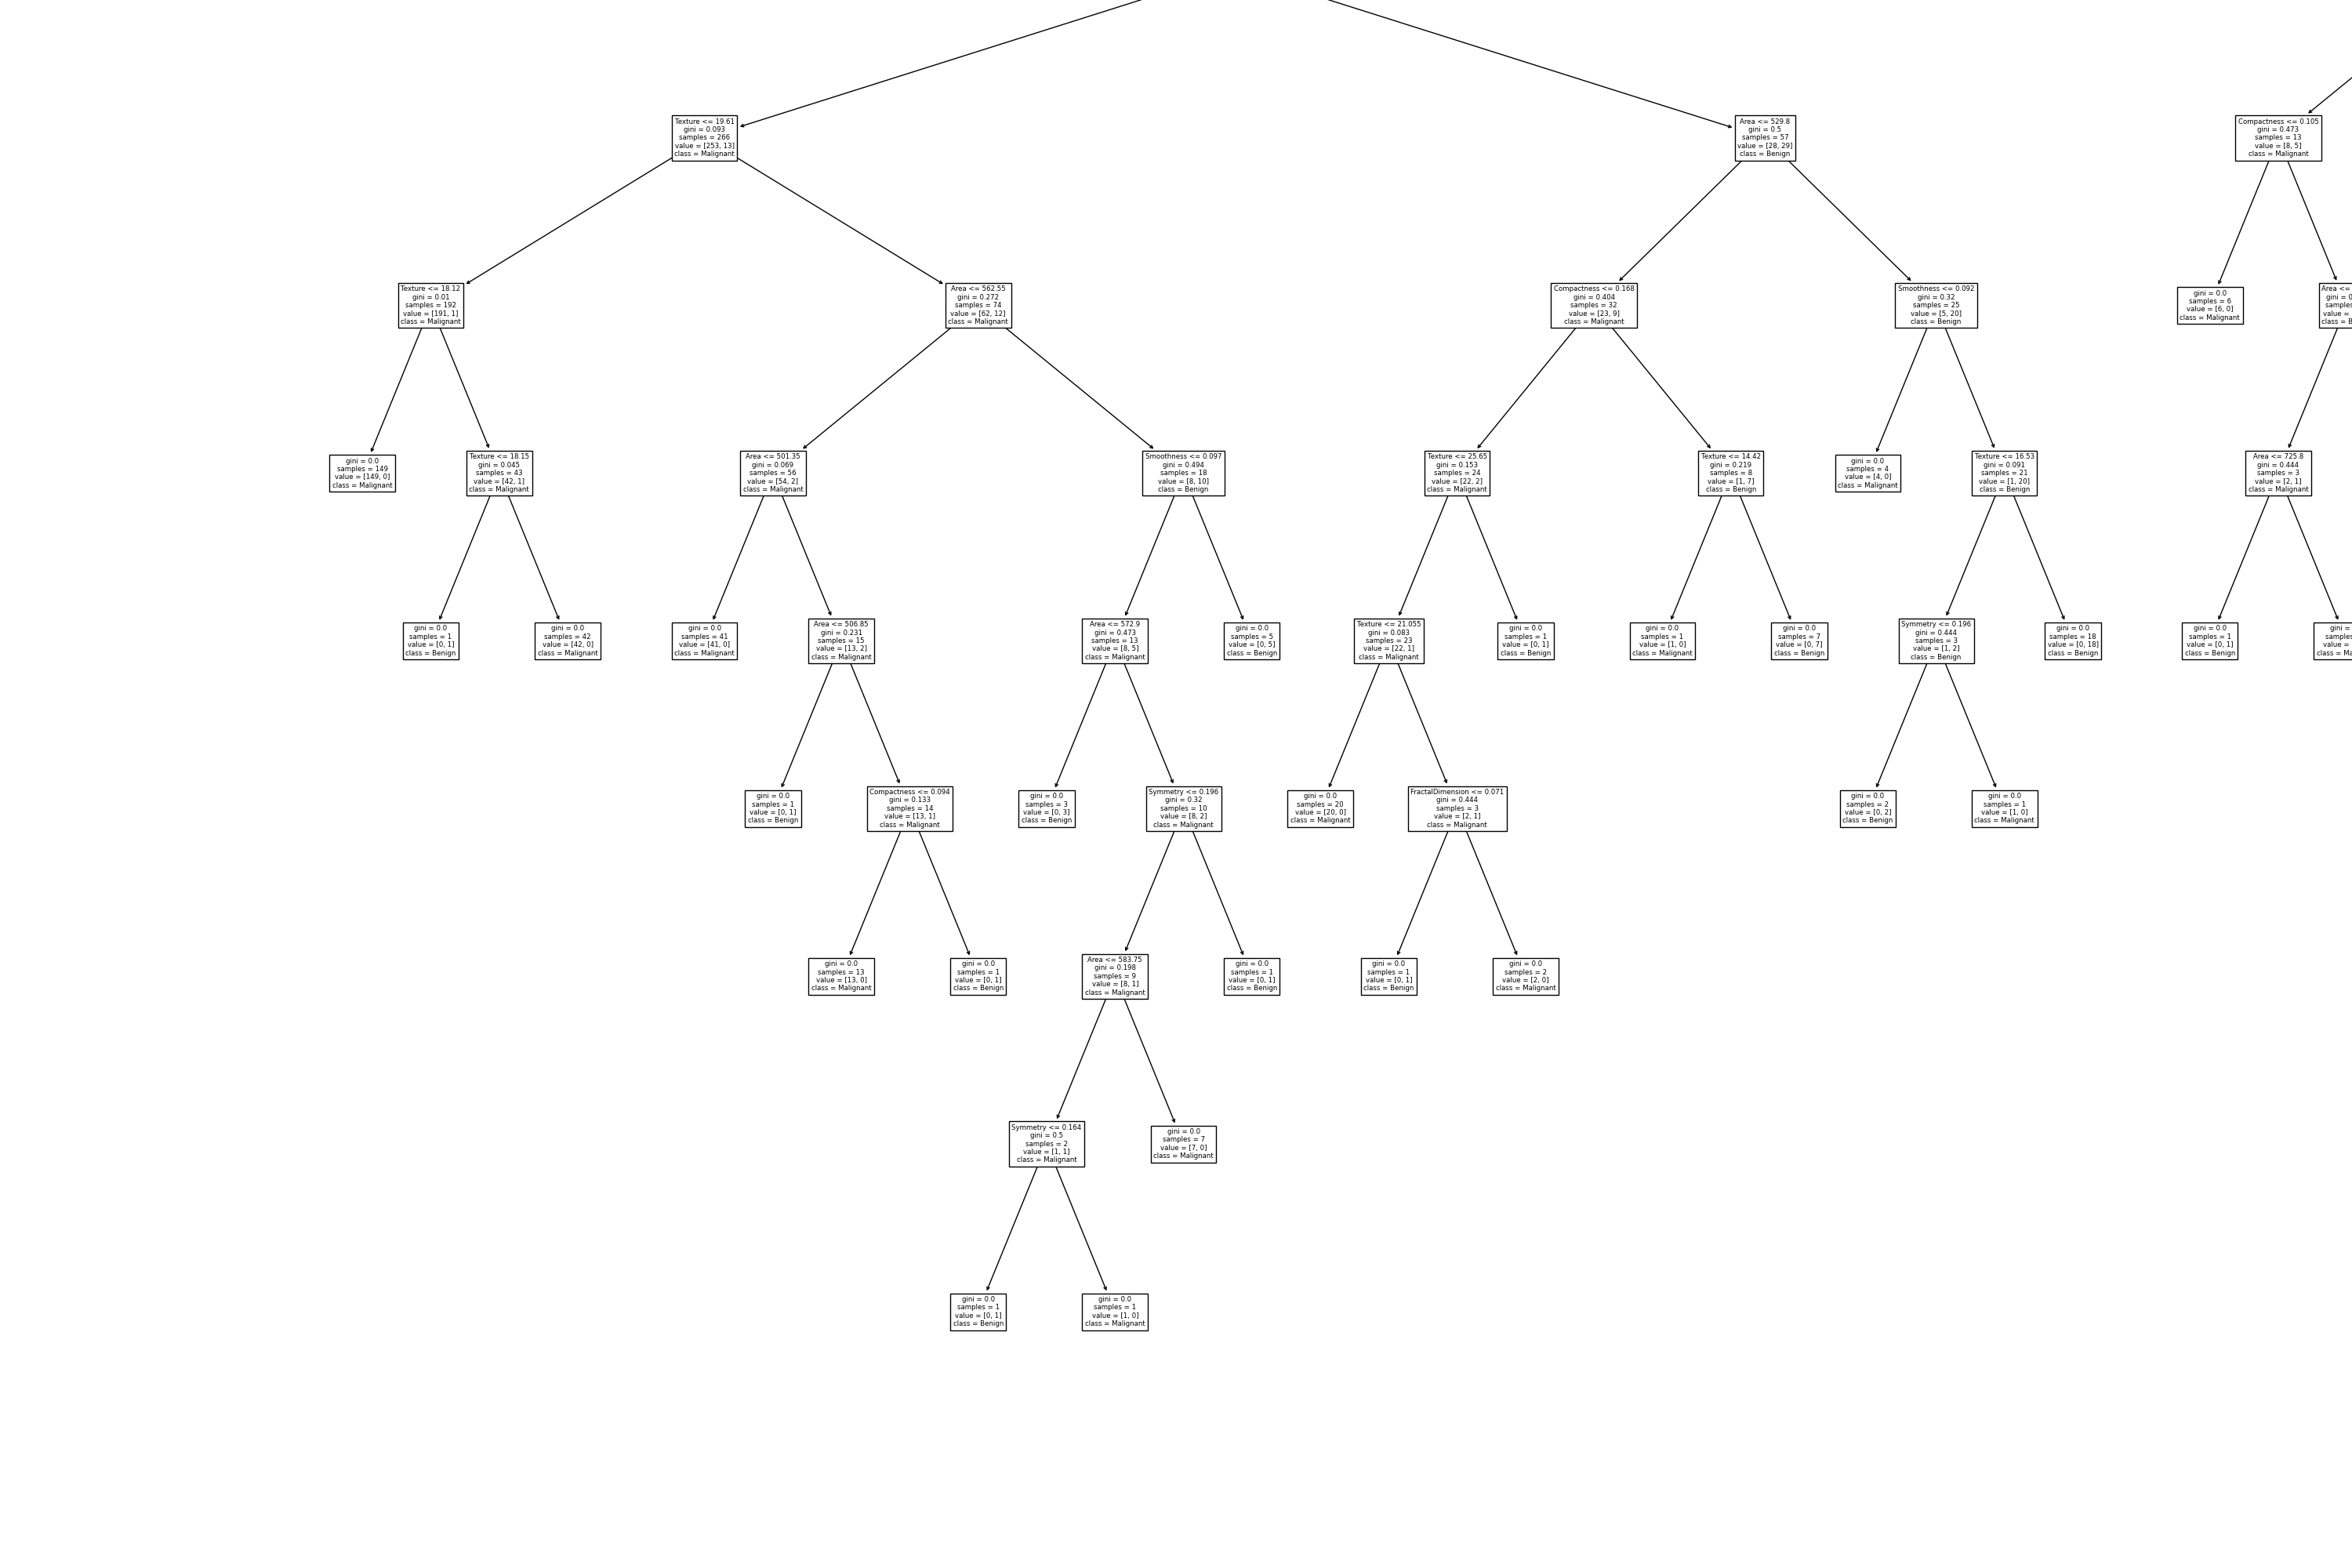 Texture <= 19.61
gini = 0.093
samples = 266
value = [253, 13]
class = Malignant
Area <= 529.8
gini = 0.5
samples = 57
value = [28, 29]
class = Benign
Compactness <= 0.105
gini = 0.473
samples = 13
value = [8, 5]
class = Malignant
Texture <= 18.12
gini = 0.01
samples = 192
value = [191, 1]
class = Malignant
Area <= 562.55
gini = 0.272
samples = 74
value = [62, 12]
class = Malignant
Compactness <= 0.168
gini = 0.404
samples = 32
value = [23, 9]
class = Malignant
Smoothness <= 0.092
gini = 0.32
samples = 25
value = [5, 20]
class = Benign
gini = 0.0
samples = 6
value = [6, 0]
class = Malignant
Area <=
gini =
value =
class =
gini = 0.0
samples = 149
value = [149, 0]
class = Malignant
Texture <= 18.15
gini = 0.045
samples = 43
value = [42, 1]
class = Malignant
Area <= 501.35
gini = 0.069
samples = 56
value = [54, 2]
class = Malignant
Smoothness <= 0.097
gini = 0.494
samples = 18
value = [8, 10]
class = Benign
Texture <= 25.65
gini = 0.153
samples = 24
value = [22, 2]
class = Malignant
Texture <= 14.42
gini = 0.219
samples = 8
value = [1, 7]
class = Benign
gini = 0.0
samples = 4
value = [4, 0]
class = Malignant
Texture <= 16.53
gini = 0.091
samples = 21
value = [1, 20]
class = Benign
Area <= 725.8
gini = 0.444
samples = 3
value = [2, 1]
class = Malignant
gini = 0.0
samples = 1
value = [0, 1]
class = Benign
gini = 0.0
samples = 42
value = [42, 0]
class = Malignant
gini = 0.0
samples = 41
value = [41, 0]
class = Malignant
Area <= 506.85
gini = 0.231
samples = 15
value = [13, 2]
class = Malignant
Area <= 572.9
gini = 0.473
samples = 13
value = [8, 5]
class = Malignant
gini = 0.0
samples = 5
value = [0, 5]
class = Benign
Texture <= 21.055
gini = 0.083
samples = 23
value = [22, 1]
class = Malignant
gini = 0.0
samples = 1
value = [0, 1]
class = Benign
gini = 0.0
samples = 1
value = [1, 0]
class = Malignant
gini = 0.0
samples = 7
value = [0, 7]
class = Benign
Symmetry <= 0.196
gini = 0.444
samples = 3
value = [1, 2]
class = Benign
gini = 0.0
samples = 18
value = [0, 18]
class = Benign
gini = 0.0
samples = 1
value = [0, 1]
class = Benign
gini =
value =
class =
gini = 0.0
samples = 1
value = [0, 1]
class = Benign
Compactness <= 0.094
gini = 0.133
samples = 14
value = [13, 1]
class = Malignant
gini = 0.0
samples = 3
value = [0, 3]
class = Benign
Symmetry <= 0.196
gini = 0.32
samples = 10
value = [8, 2]
class = Malignant
gini = 0.0
samples = 20
value = [20, 0]
class = Malignant
FractalDimension <= 0.071
gini = 0.444
samples = 3
value = [2, 1]
class = Malignant
gini = 0.0
samples = 2
value = [0, 2]
class = Benign
gini = 0.0
samples = 1
value = [1, 0]
class = Malignant
gini = 0.0
samples = 13
value = [13, 0]
class = Malignant
gini = 0.0
samples = 1
value = [0, 1]
class = Benign
Area <= 583.75
gini = 0.198
samples = 9
value = [8, 1]
class = Malignant
gini = 0.0
samples = 1
value = [0, 1]
class = Benign
gini = 0.0
samples = 1
value = [0, 1]
class = Benign
gini = 0.0
samples = 2
value = [2, 0]
class = Malignant
Symmetry <= 0.164
gini = 0.5
samples = 2
value = [1, 1]
class = Malignant
gini = 0.0
samples = 7
value = [7, 0]
class = Malignant
gini = 0.0
samples = 1
value = [0, 1]
class = Benign
gini = 0.0
samples = 1
value = [1, 0]
class = Malignant